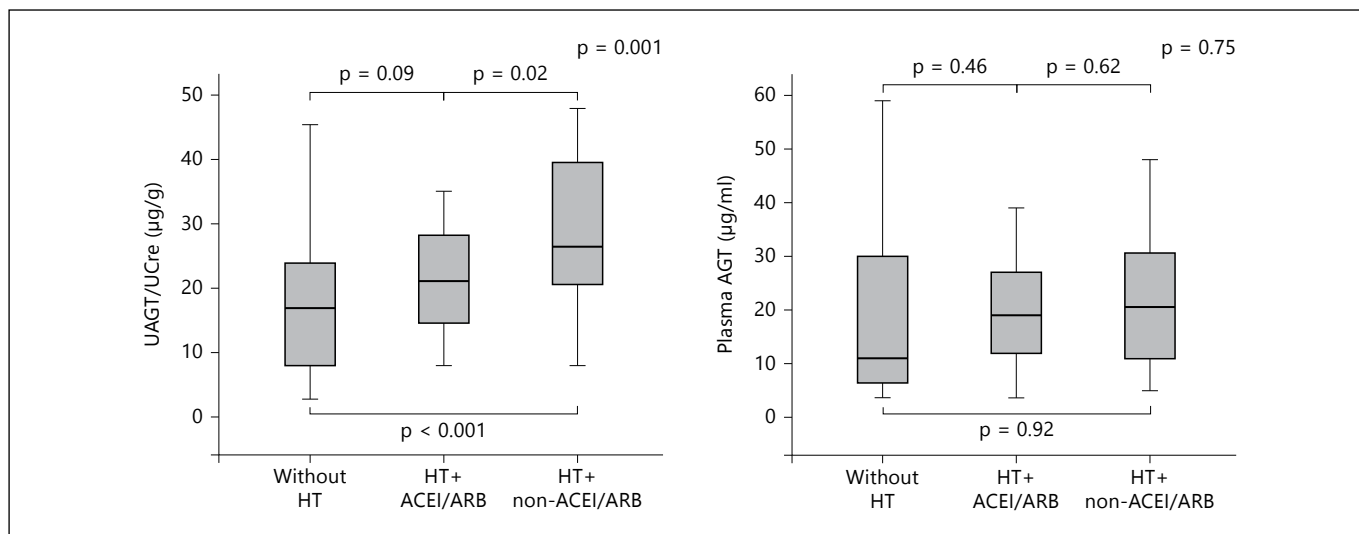 p = 0.001
p = 0.09
p = 0.02
50
40
30
20
10
0
UAGT/UCre (μg/g)
p < 0.001
Without
HT
HT+
ACEI/ARB
HT+
non-ACEI/ARB
p = 0.75
p = 0.46
p = 0.62
60
50
40
30
20
10
0
Plasma AGT (μg/ml)
p = 0.92
Without
HT
HT+
ACEI/ARB
HT+
non-ACEI/ARB